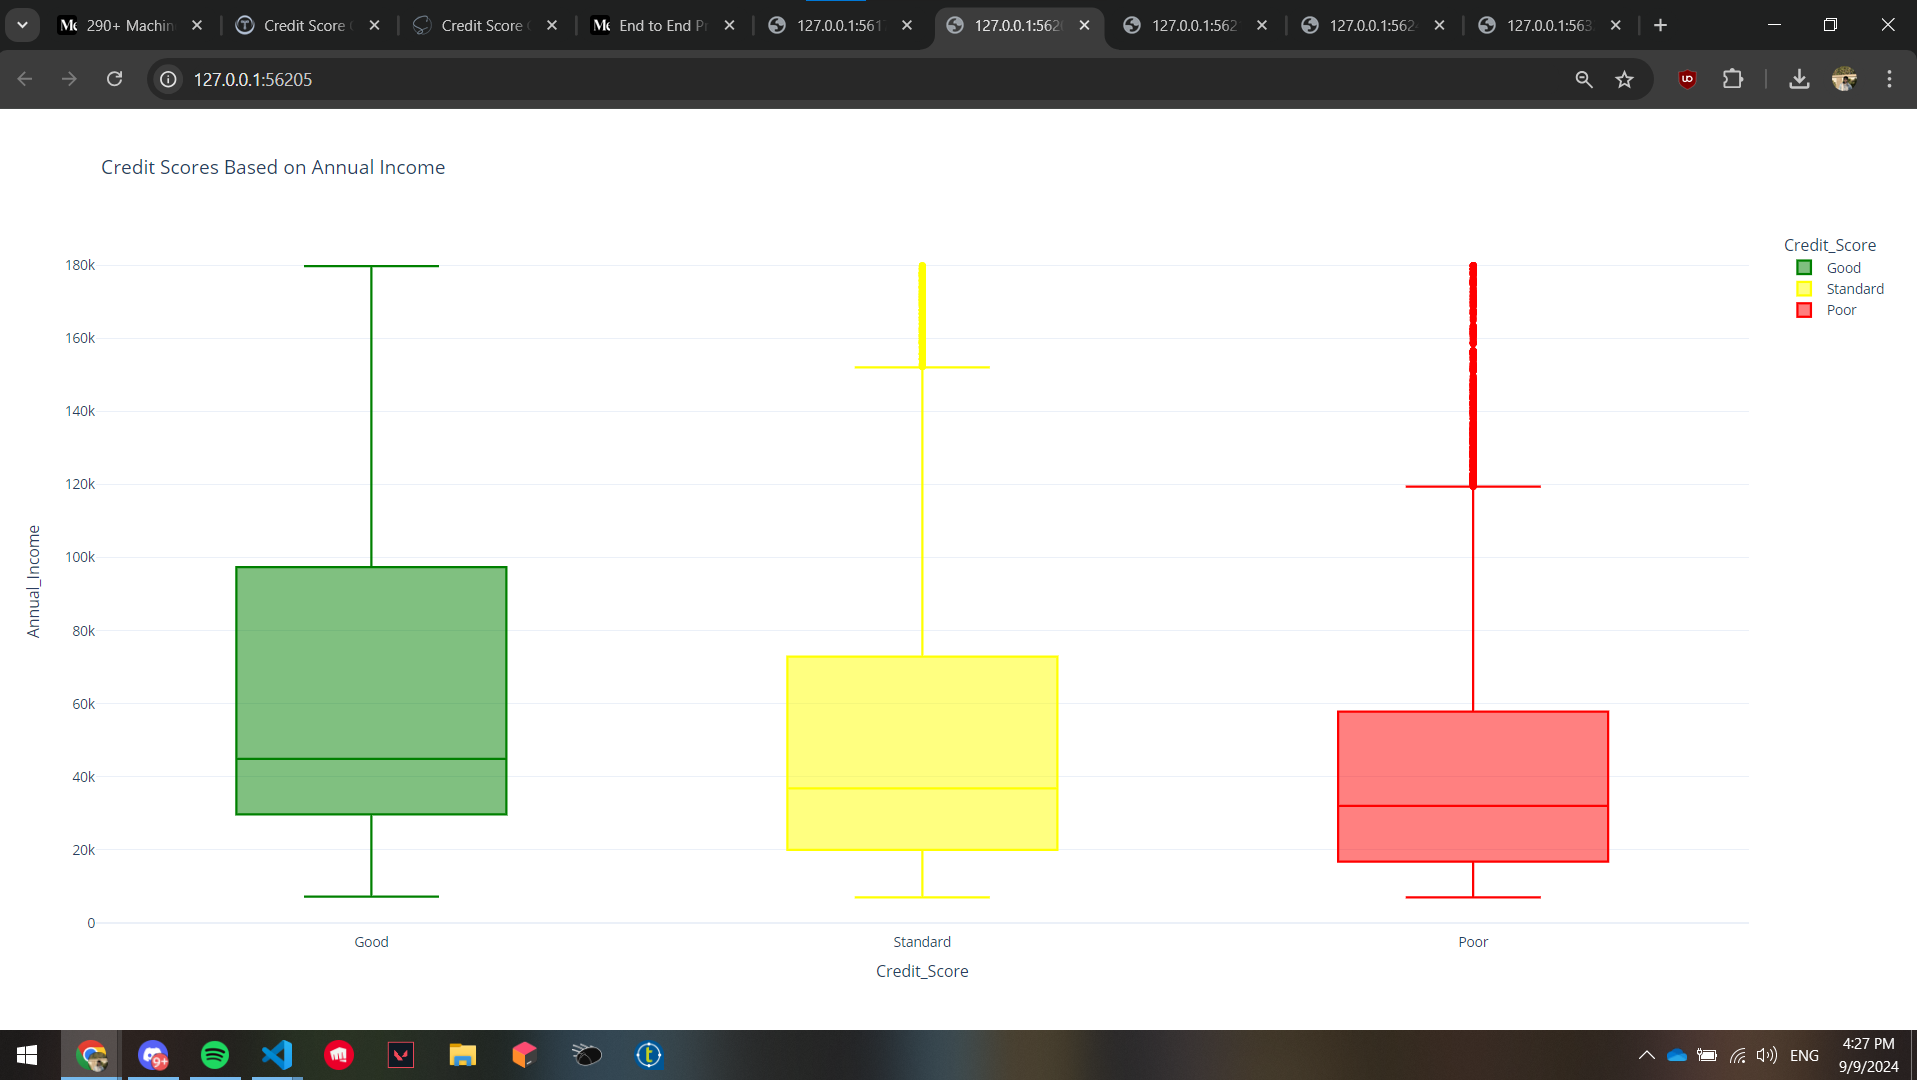 290+ Machin
Credit Score
Credit Score
End to End Pr
127.0.0.1:561
127.0.0.1:562
127.0.0.1:562
127.0.0.1:562
127.0.0.1:563
127.0.0.1:56205
Credit Scores Based on Annual Income
Credit_Score
Good
Standard
Poor
180k
160k
140k
120k
100k
80k
60k
40k
20k
0
Annual_Income
Good
Standard
Poor
Credit_Score
9+
ENG
4:27 PM
9/9/2024